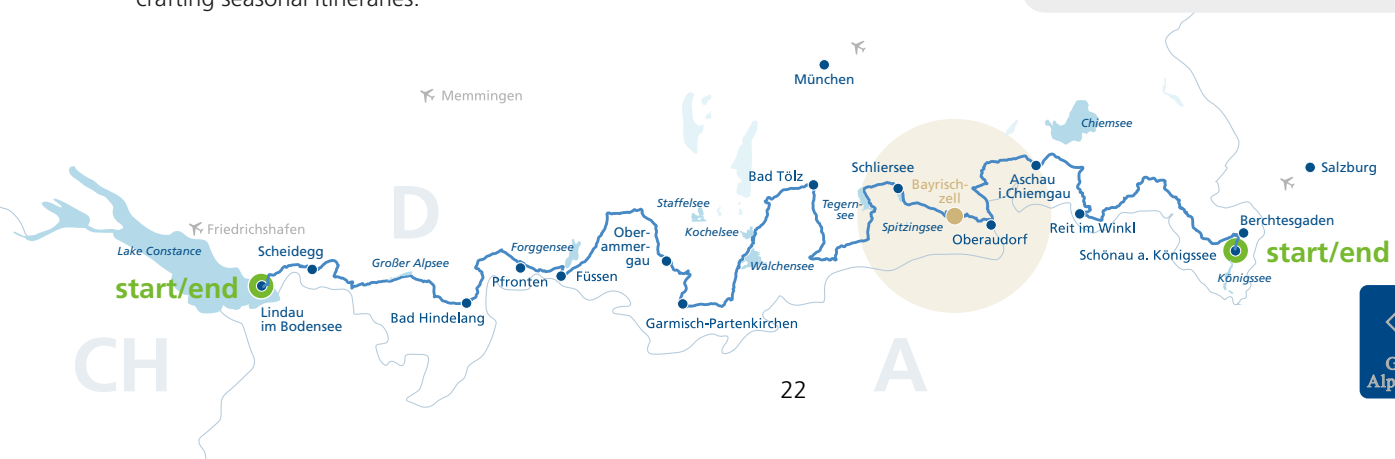 crafting seasonal itineraries.
München
Memmingen
Chiemsee
Salzburg
Schliersee
Bad Tölz
Bayrisch-
zell
Aschau
i.Chiemgau
D
Staffelsee
Tegern-
see
Friedrichshafen
Kochelsee
Spitzingsee
Oberaudorf
Reit im Winkl
Berchtesgaden
Lake Constance
Scheidegg
Großer Alpsee
Forggensee
Ober-
ammer-
gau
Walchensee
Schönau a. Königssee
start/end
Königssee
start/end
Pfronten
Füssen
Lindau
im Bodensee
Bad Hindelang
Garmisch-Partenkirchen
CH
A
22